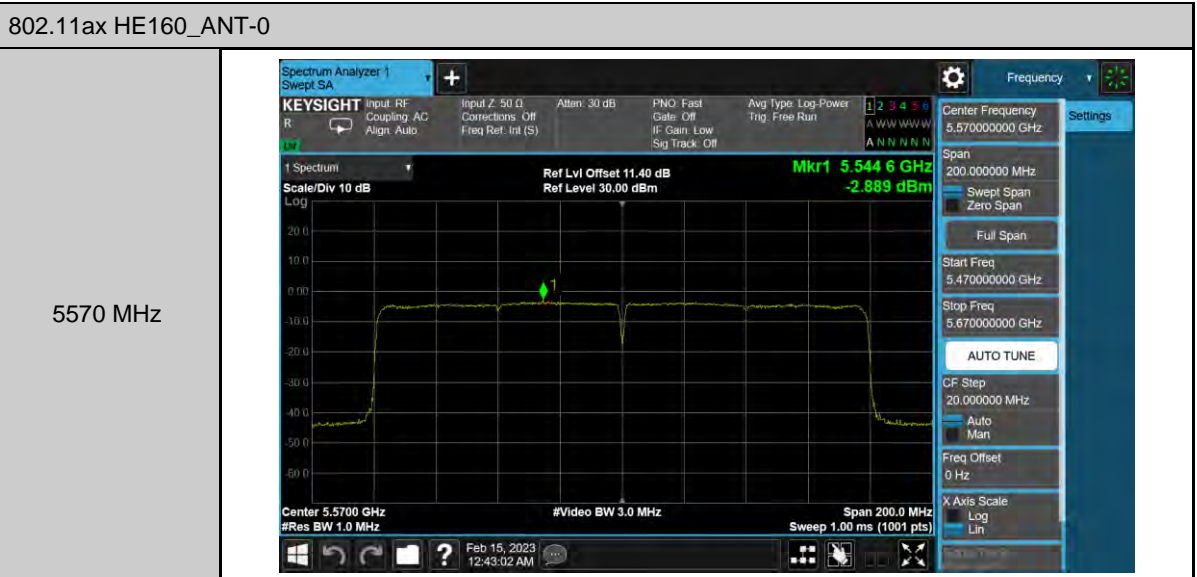 802.11ax HE160_ANT-0
5570 MHz
Spectrum Analyzer 1
Swept SA
Frequency
KEYSIGHT
R
Input: RF
Coupling: AC
Align: Auto
Input Z: 50 Ω
Corrections: Off
Freq Ref: Int (S)
Atten: 30 dB
PNO: Fast
Gate: Off
IF Gain: Low
Sig Track: Off
Avg Type: Log-Power
Trig: Free Run
1 2 3 4 5 6
A W W W W W
A N N N N N
Settings
1 Spectrum
Scale/Div 10 dB
Log
Ref Lvl Offset 11.40 dB
Ref Level 30.00 dBm
Mkr1 5.544 6 GHz
-2.889 dBm
20.0
10.0
0.00
-10.0
-20.0
-30.0
-40.0
-50.0
-60.0
1
Center 5.5700 GHz
#Res BW 1.0 MHz
#Video BW 3.0 MHz
Span 200.0 MHz
Sweep 1.00 ms (1001 pts)
Center Frequency
5.570000000 GHz
Span
200.000000 MHz
Swept Span
Zero Span
Full Span
Start Freq
5.470000000 GHz
Stop Freq
5.670000000 GHz
AUTO TUNE
CF Step
20.000000 MHz
Auto
Man
Freq Offset
0 Hz
X Axis Scale
Log
Lin
?
Feb 15, 2023
12:43:02 AM